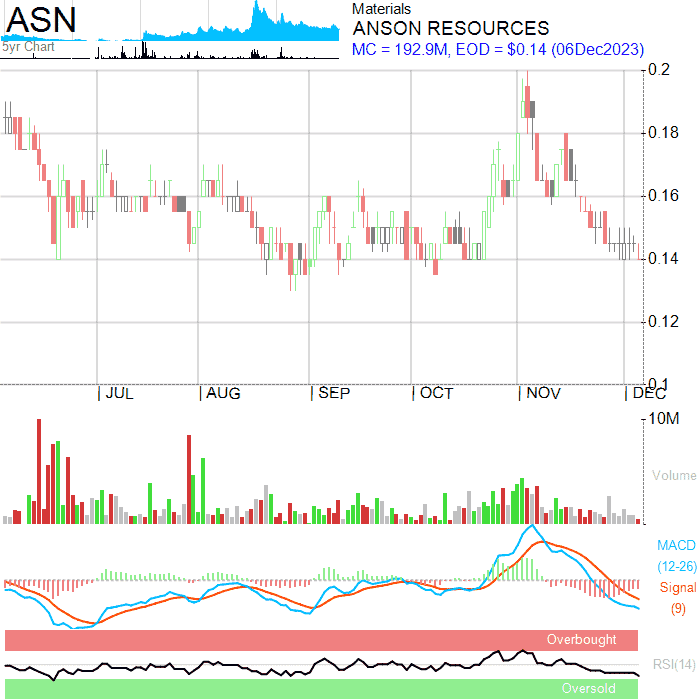 ASN
5yr Chart
Materials
ANSON RESOURCES
MC = 192.9M, EOD = $0.14 (06Dec2023)
0.2
0.18
0.16
0.14
0.12
0.1
JUL
AUG
SEP
OCT
NOV
DEC
10M
Volume
MACD
(12-26)
Signal
(9)
Overbought
RSI(14)
Oversold